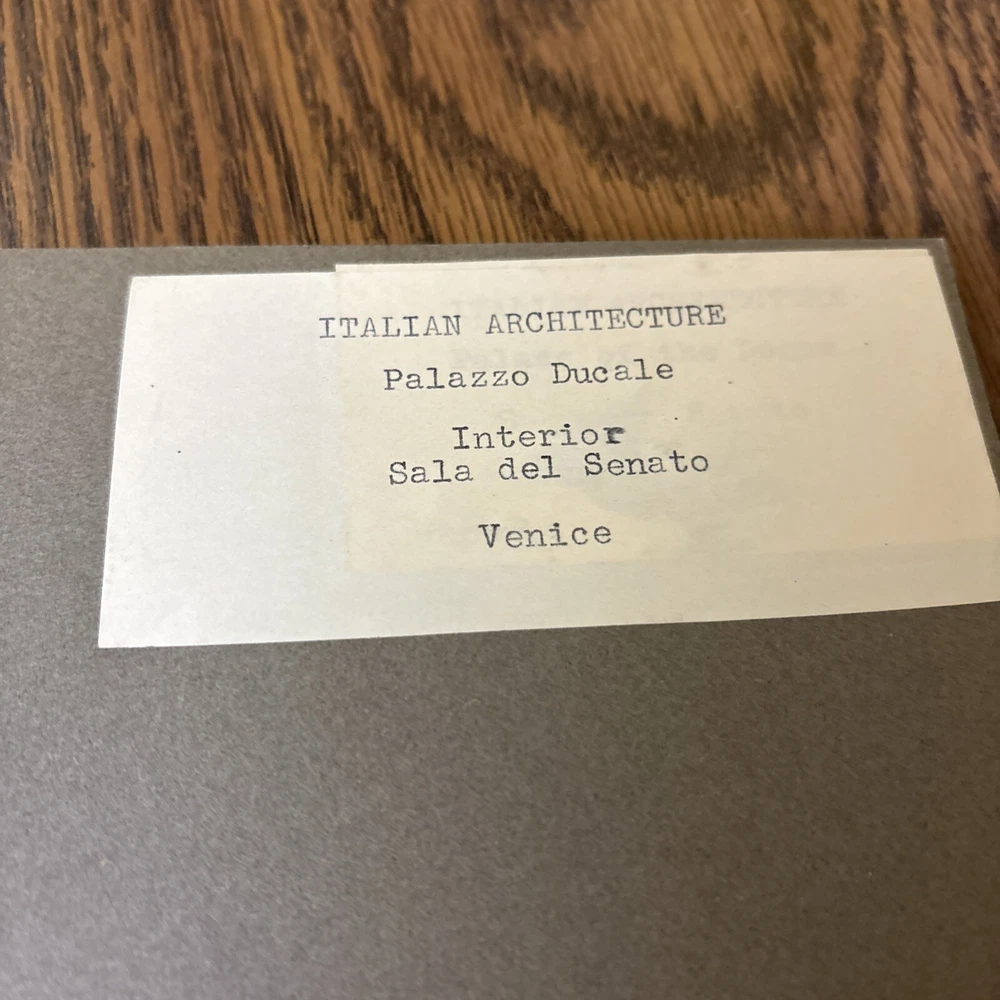 ITALIAN ARCHITECTURE
Palazzo Ducale
Interior
Sala del Senato
Venice